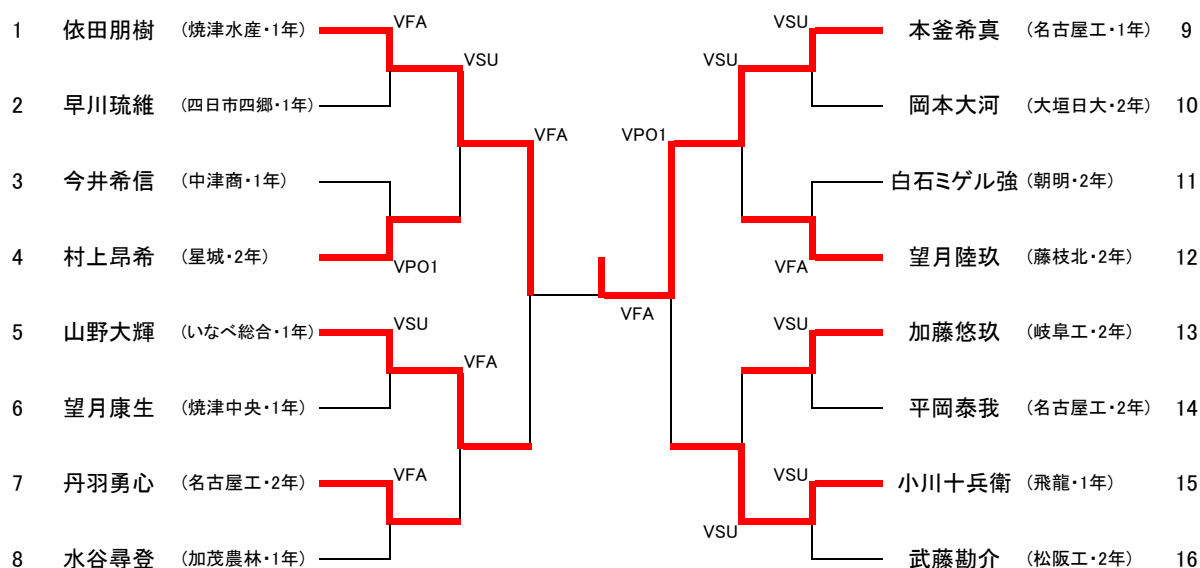 1 依田朋樹 (焼津水産・1年) VFA
VSU
2 早川琉維 (四日市四郷・1年)
VFA
3 今井希信 (中津商・1年)
4 村上昂希 (星城・2年) VPO1
5 山野大輝 (いなべ総合・1年) VSU
VFA
6 望月康生 (焼津中央・1年)
7 丹羽勇心 (名古屋工・2年) VFA
8 水谷尋登 (加茂農林・1年)
VFA
VSU 本釜希真 (名古屋工・1年) 9
VSU
岡本大河 (大垣日大・2年) 10
VPO1
白石ミゲル強 (朝明・2年) 11
VFA 望月陸玖 (藤枝北・2年) 12
VSU 加藤悠玖 (岐阜工・2年) 13
平岡泰我 (名古屋工・2年) 14
VSU 小川十兵衛 (飛龍・1年) 15
VSU
武藤勘介 (松阪工・2年) 16